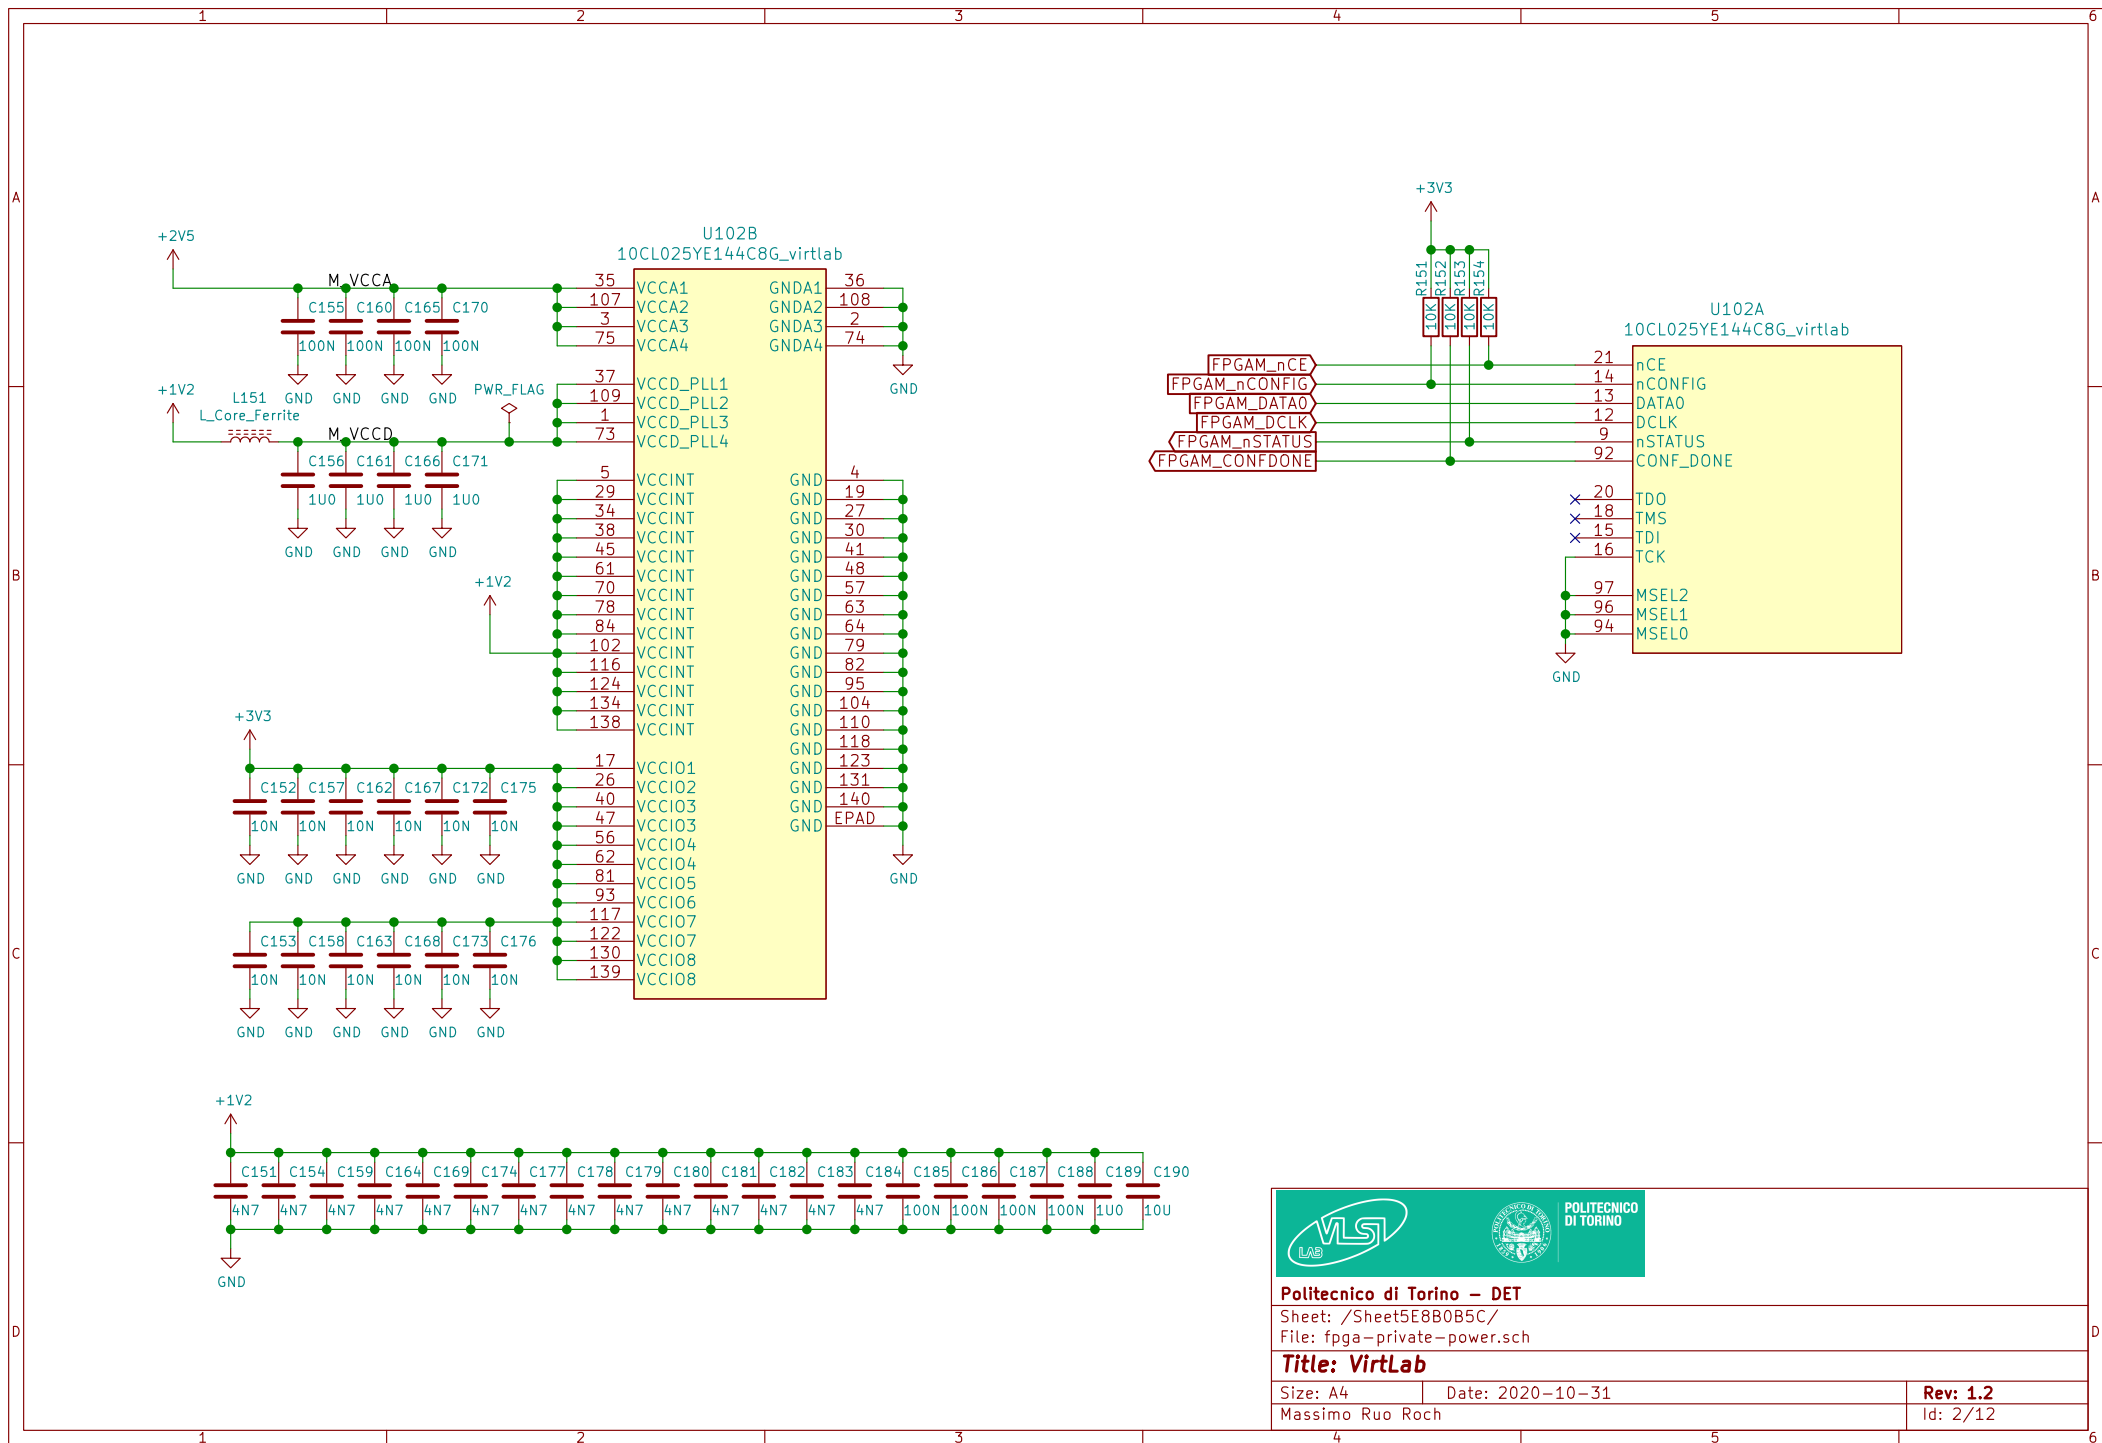 1 2 3 4 5 6
A A
B B
C C
D D
+2V5
M_VCCA
C155 C160 C165 C170
100N 100N 100N 100N
GND GND GND GND
+1V2
L151
L_Core_Ferrite
PWR_FLAG
M_VCCD
C156 C161 C166 C171
1U0 1U0 1U0 1U0
GND GND GND GND
+1V2
+3V3
C152 C157 C162 C167 C172 C175
10N 10N 10N 10N 10N 10N
GND GND GND GND GND GND
C153 C158 C163 C168 C173 C176
10N 10N 10N 10N 10N 10N
GND GND GND GND GND GND
U102B
10CL025YE144C8G_virtlab
35 VCCA1 GNDA1 36
107 VCCA2 GNDA2 108
3 VCCA3 GNDA3 2
75 VCCA4 GNDA4 74
GND
37 VCCD_PLL1
109 VCCD_PLL2
1 VCCD_PLL3
73 VCCD_PLL4
5 VCCINT GND 4
29 VCCINT GND 19
34 VCCINT GND 27
38 VCCINT GND 30
45 VCCINT GND 41
61 VCCINT GND 48
70 VCCINT GND 57
78 VCCINT GND 63
84 VCCINT GND 64
102 VCCINT GND 79
116 VCCINT GND 82
124 VCCINT GND 95
134 VCCINT GND 104
138 VCCINT GND 110
GND 118
17 VCCIO1 GND 123
26 VCCIO2 GND 131
40 VCCIO3 GND 140
47 VCCIO3 GND EPAD
56 VCCIO4
62 VCCIO4
81 VCCIO5
93 VCCIO6
117 VCCIO7
122 VCCIO7
130 VCCIO8
139 VCCIO8
GND
+3V3
R151 R152 R153 R154
10K 10K 10K 10K
U102A
10CL025YE144C8G_virtlab
FPGAM_nCE 21 nCE
FPGAM_nCONFIG 14 nCONFIG
FPGAM_DATA0 13 DATA0
FPGAM_DCLK 12 DCLK
FPGAM_nSTATUS 9 nSTATUS
FPGAM_CONFDONE 92 CONF_DONE
20 TDO
18 TMS
15 TDI
16 TCK
97 MSEL2
96 MSEL1
94 MSEL0
GND
+1V2
C151 C154 C159 C164 C169 C174 C177 C178 C179 C180 C181 C182 C183 C184 C185 C186 C187 C188 C189 C190
4N7 4N7 4N7 4N7 4N7 4N7 4N7 4N7 4N7 4N7 4N7 4N7 4N7 4N7 100N 100N 100N 100N 1U0 10U
GND
VLSI
LAB
POLITECNICO
DI TORINO
Politecnico di Torino – DET
Sheet: /Sheet5E8B0B5C/
File: fpga-private-power.sch
Title: VirtLab
Size: A4 Date: 2020-10-31 Rev: 1.2
Massimo Ruo Roch Id: 2/12
1 2 3 4 5 6